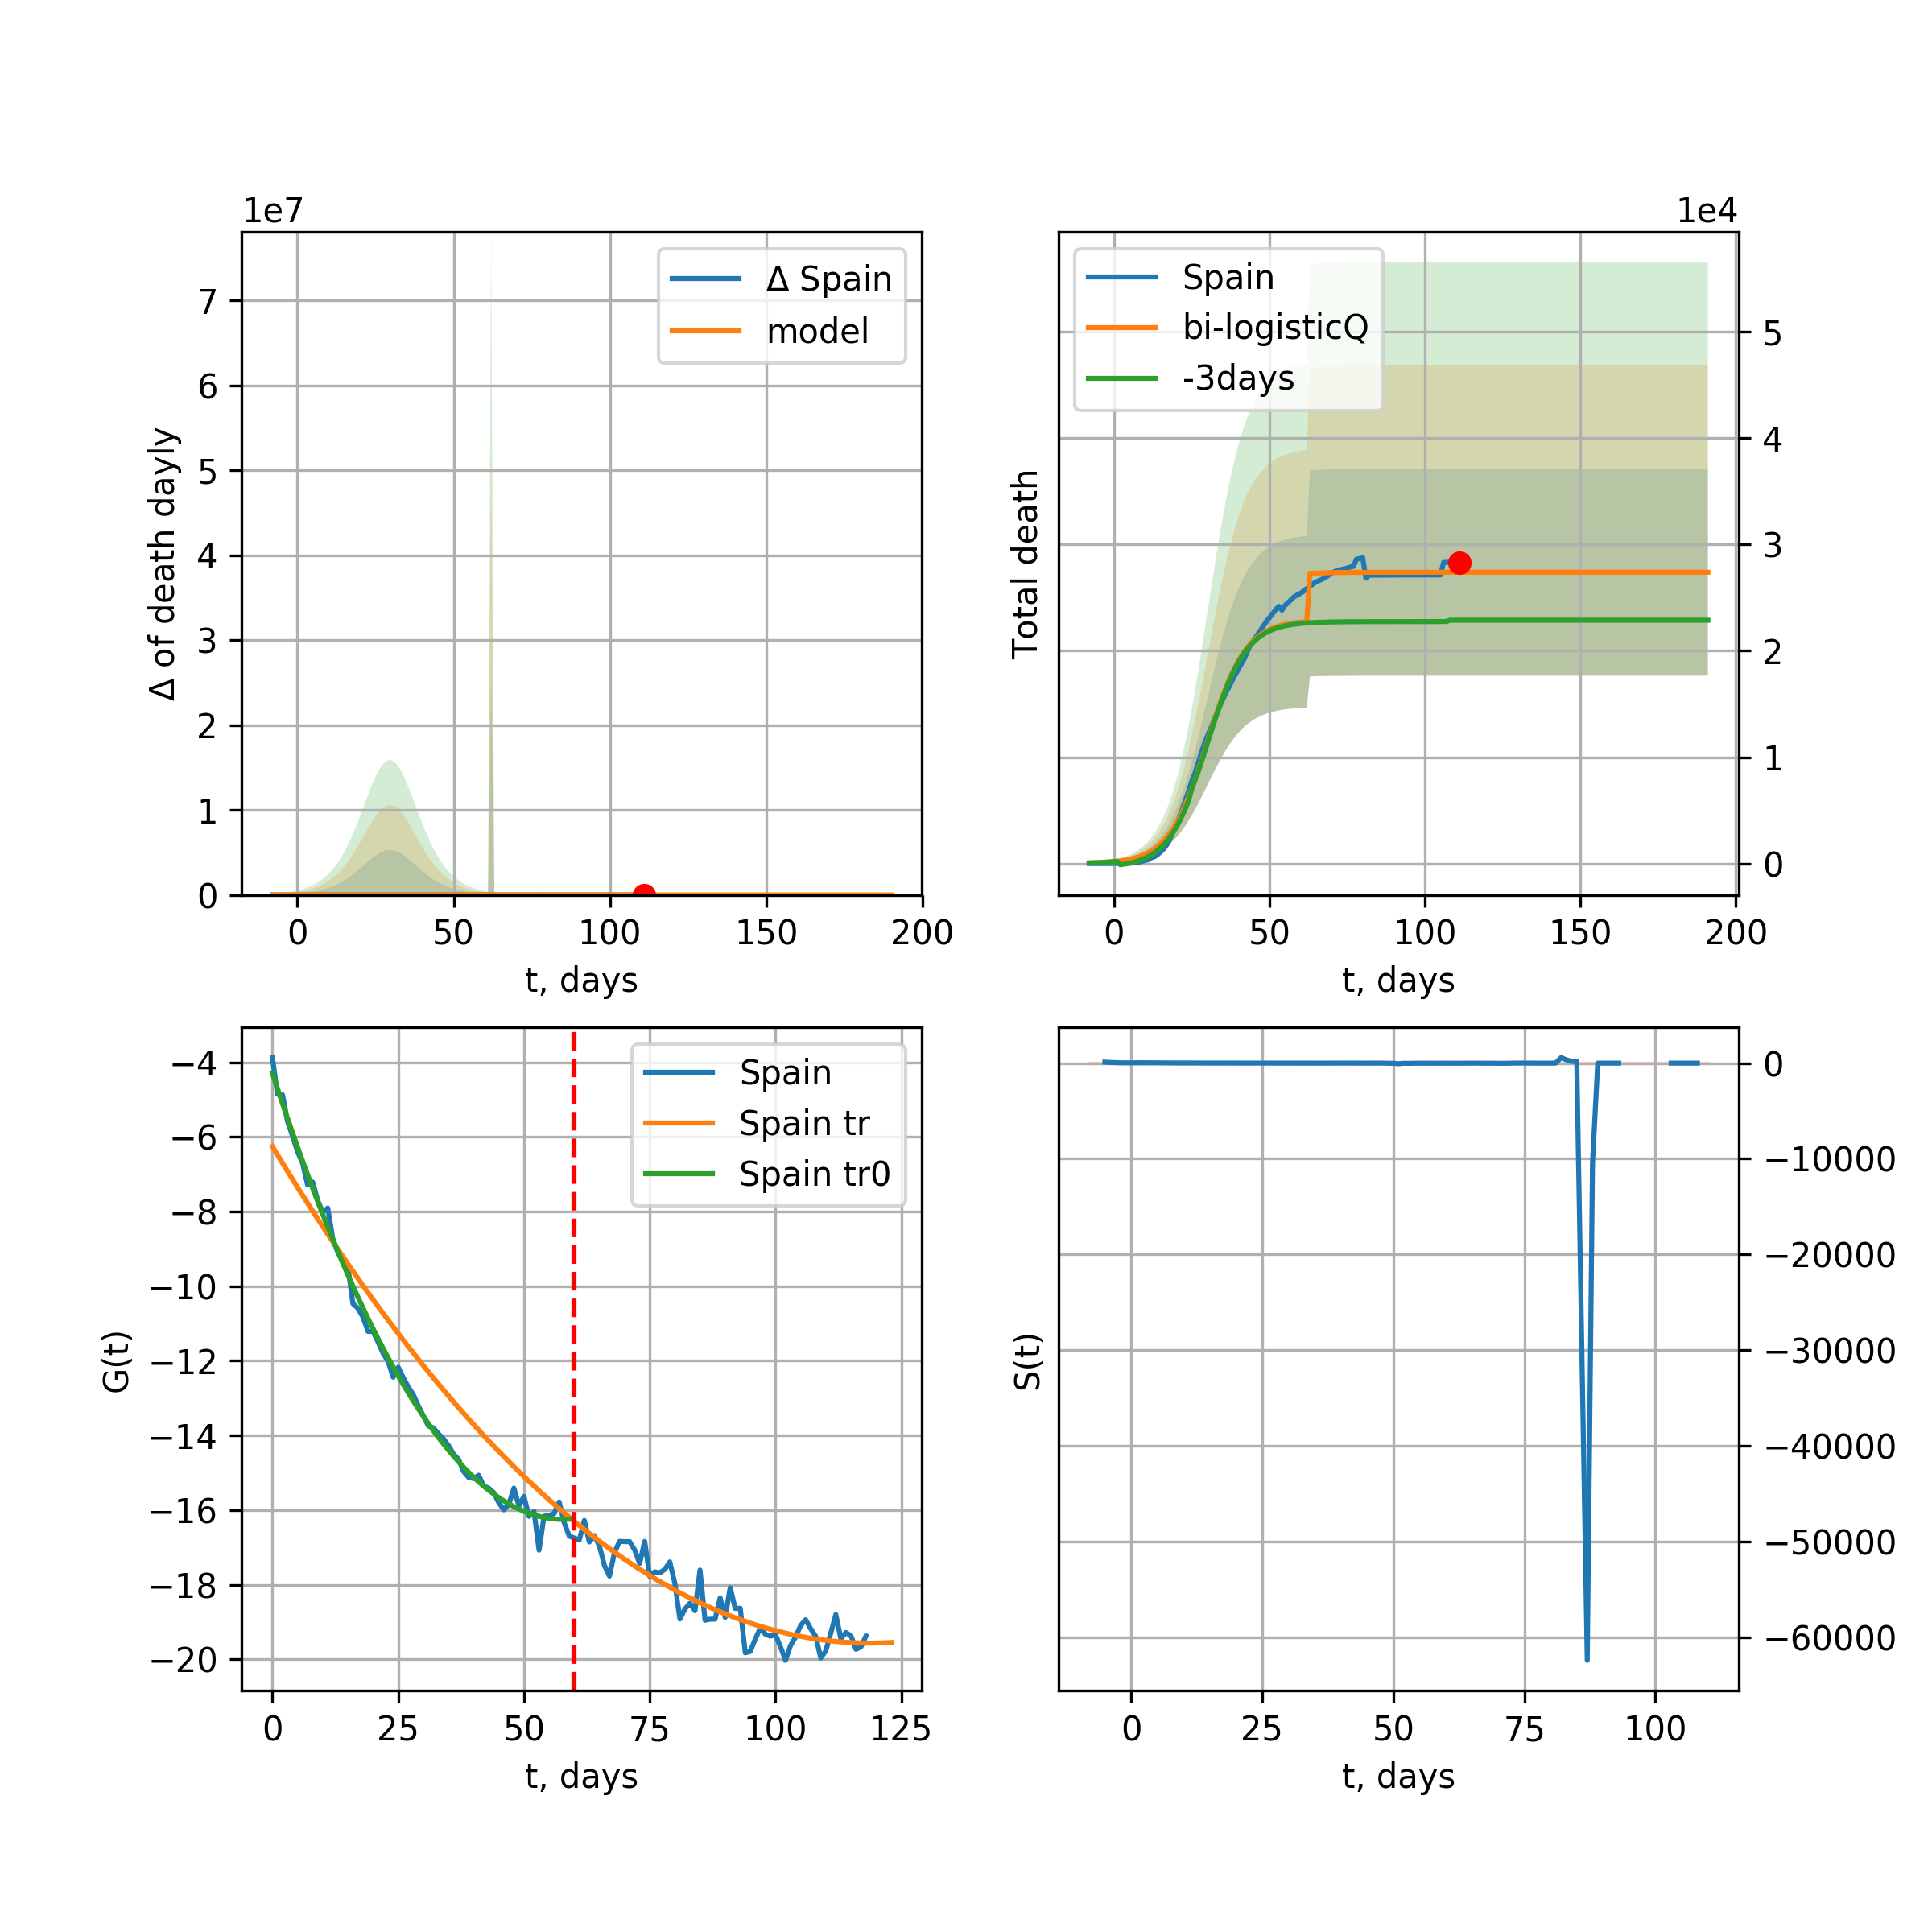 1e7
Δ of death dayly
7
6
5
4
3
2
1
0
Δ Spain
model
0 50 100 150 200
t, days
1e4
Total death
Spain
bi-logisticQ
-3days
5
4
3
2
1
0
0 50 100 150 200
t, days
G(t)
−4
−6
−8
−10
−12
−14
−16
−18
−20
Spain
Spain tr
Spain tr0
0 25 50 75 100 125
t, days
S(t)
0
−10000
−20000
−30000
−40000
−50000
−60000
0 25 50 75 100
t, days